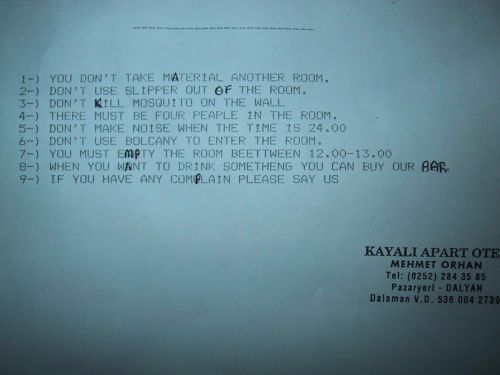 1-) YOU DON'T TAKE MATERIAL ANOTHER ROOM.
2-) DON'T USE SLIPPER OUT OF THE ROOM.
3-) DON'T KILL MOSQUITO ON THE WALL
4-) THERE MUST BE FOUR PEAPLE IN THE ROOM.
5-) DON'T MAKE NOISE WHEN THE TIME IS 24.00
6-) DON'T USE BOLCANY TO ENTER THE ROOM.
7-) YOU MUST EMPTY THE ROOM BEETTWEEN 12.00-13.00
8-) WHEN YOU WANT TO DRINK SOMETHENG YOU CAN BUY OUR BAR.
9-) IF YOU HAVE ANY COMPLAIN PLEASE SAY US
KAYALI APART OTE
MEHMET ORHAN
Tel: (0252) 284 35 85
Pazaryeri - DALYAN
Dalaman V.D. 536 004 2739